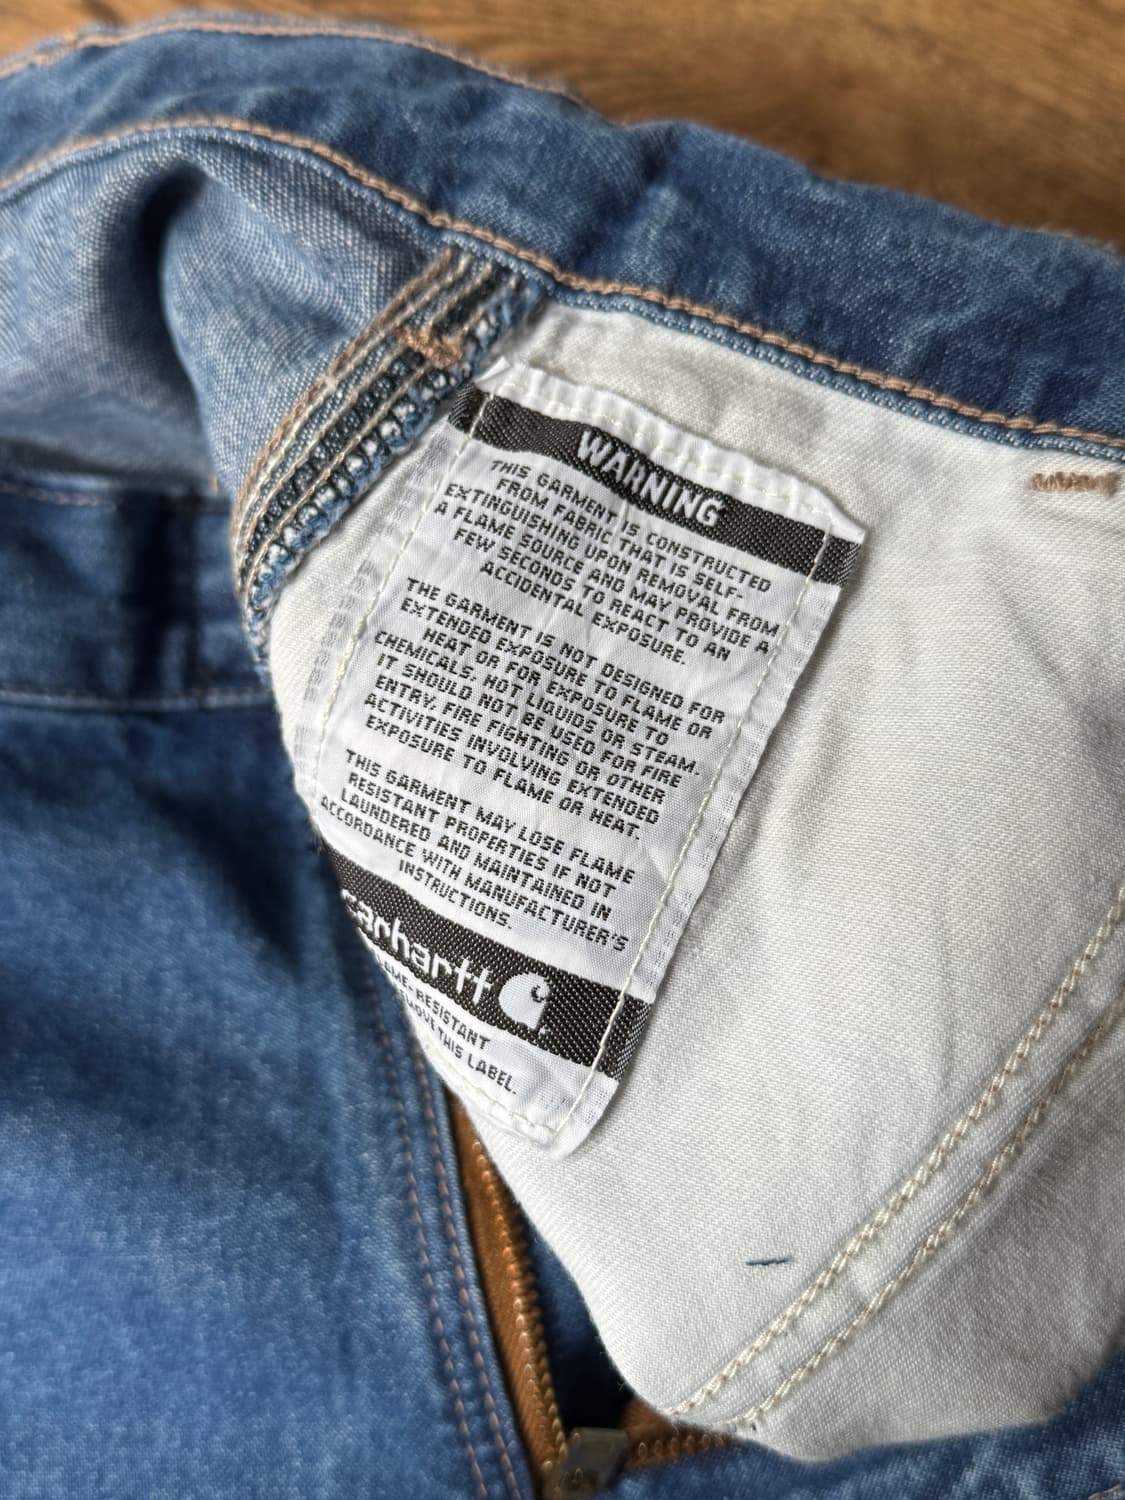 WARNING
THIS GARMENT IS CONSTRUCTED
FROM FABRIC THAT IS SELF-
EXTINGUISHING UPON REMOVAL FROM
A FLAME SOURCE AND MAY PROVIDE A
FEW SECONDS TO REACT TO AN
ACCIDENTAL EXPOSURE.
THE GARMENT IS NOT DESIGNED FOR
EXTENDED EXPOSURE TO FLAME OR
HEAT OR FOR EXPOSURE TO
CHEMICALS, HOT LIQUIDS OR STEAM.
IT SHOULD NOT BE USED FOR FIRE
ENTRY, FIRE FIGHTING OR OTHER
ACTIVITIES INVOLVING EXTENDED
EXPOSURE TO FLAME OR HEAT.
THIS GARMENT MAY LOSE FLAME
RESISTANT PROPERTIES IF NOT
LAUNDERED AND MAINTAINED IN
ACCORDANCE WITH MANUFACTURER'S
INSTRUCTIONS.
carhartt
-RESISTANT
THIS LABEL.